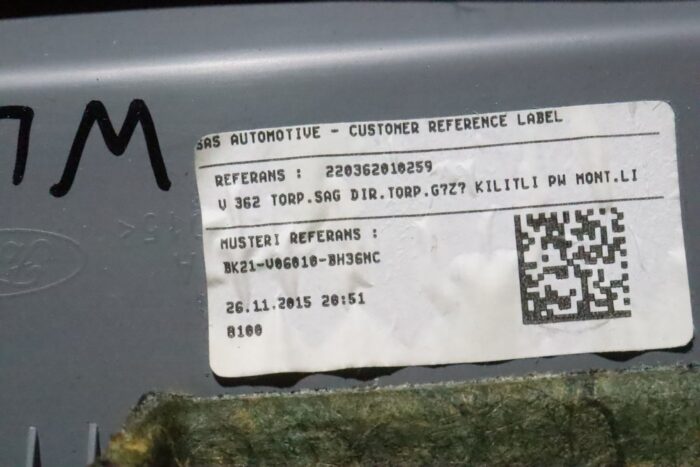 SAS AUTOMOTIVE - CUSTOMER REFERENCE LABEL
REFERANS : 220362010259
V 362 TORP.SAG DIR.TORP.G?Z? KILITLI PW MONT.LI
MUSTERI REFERANS :
BK21-V06010-BH36MC
26.11.2015 20:51
8100